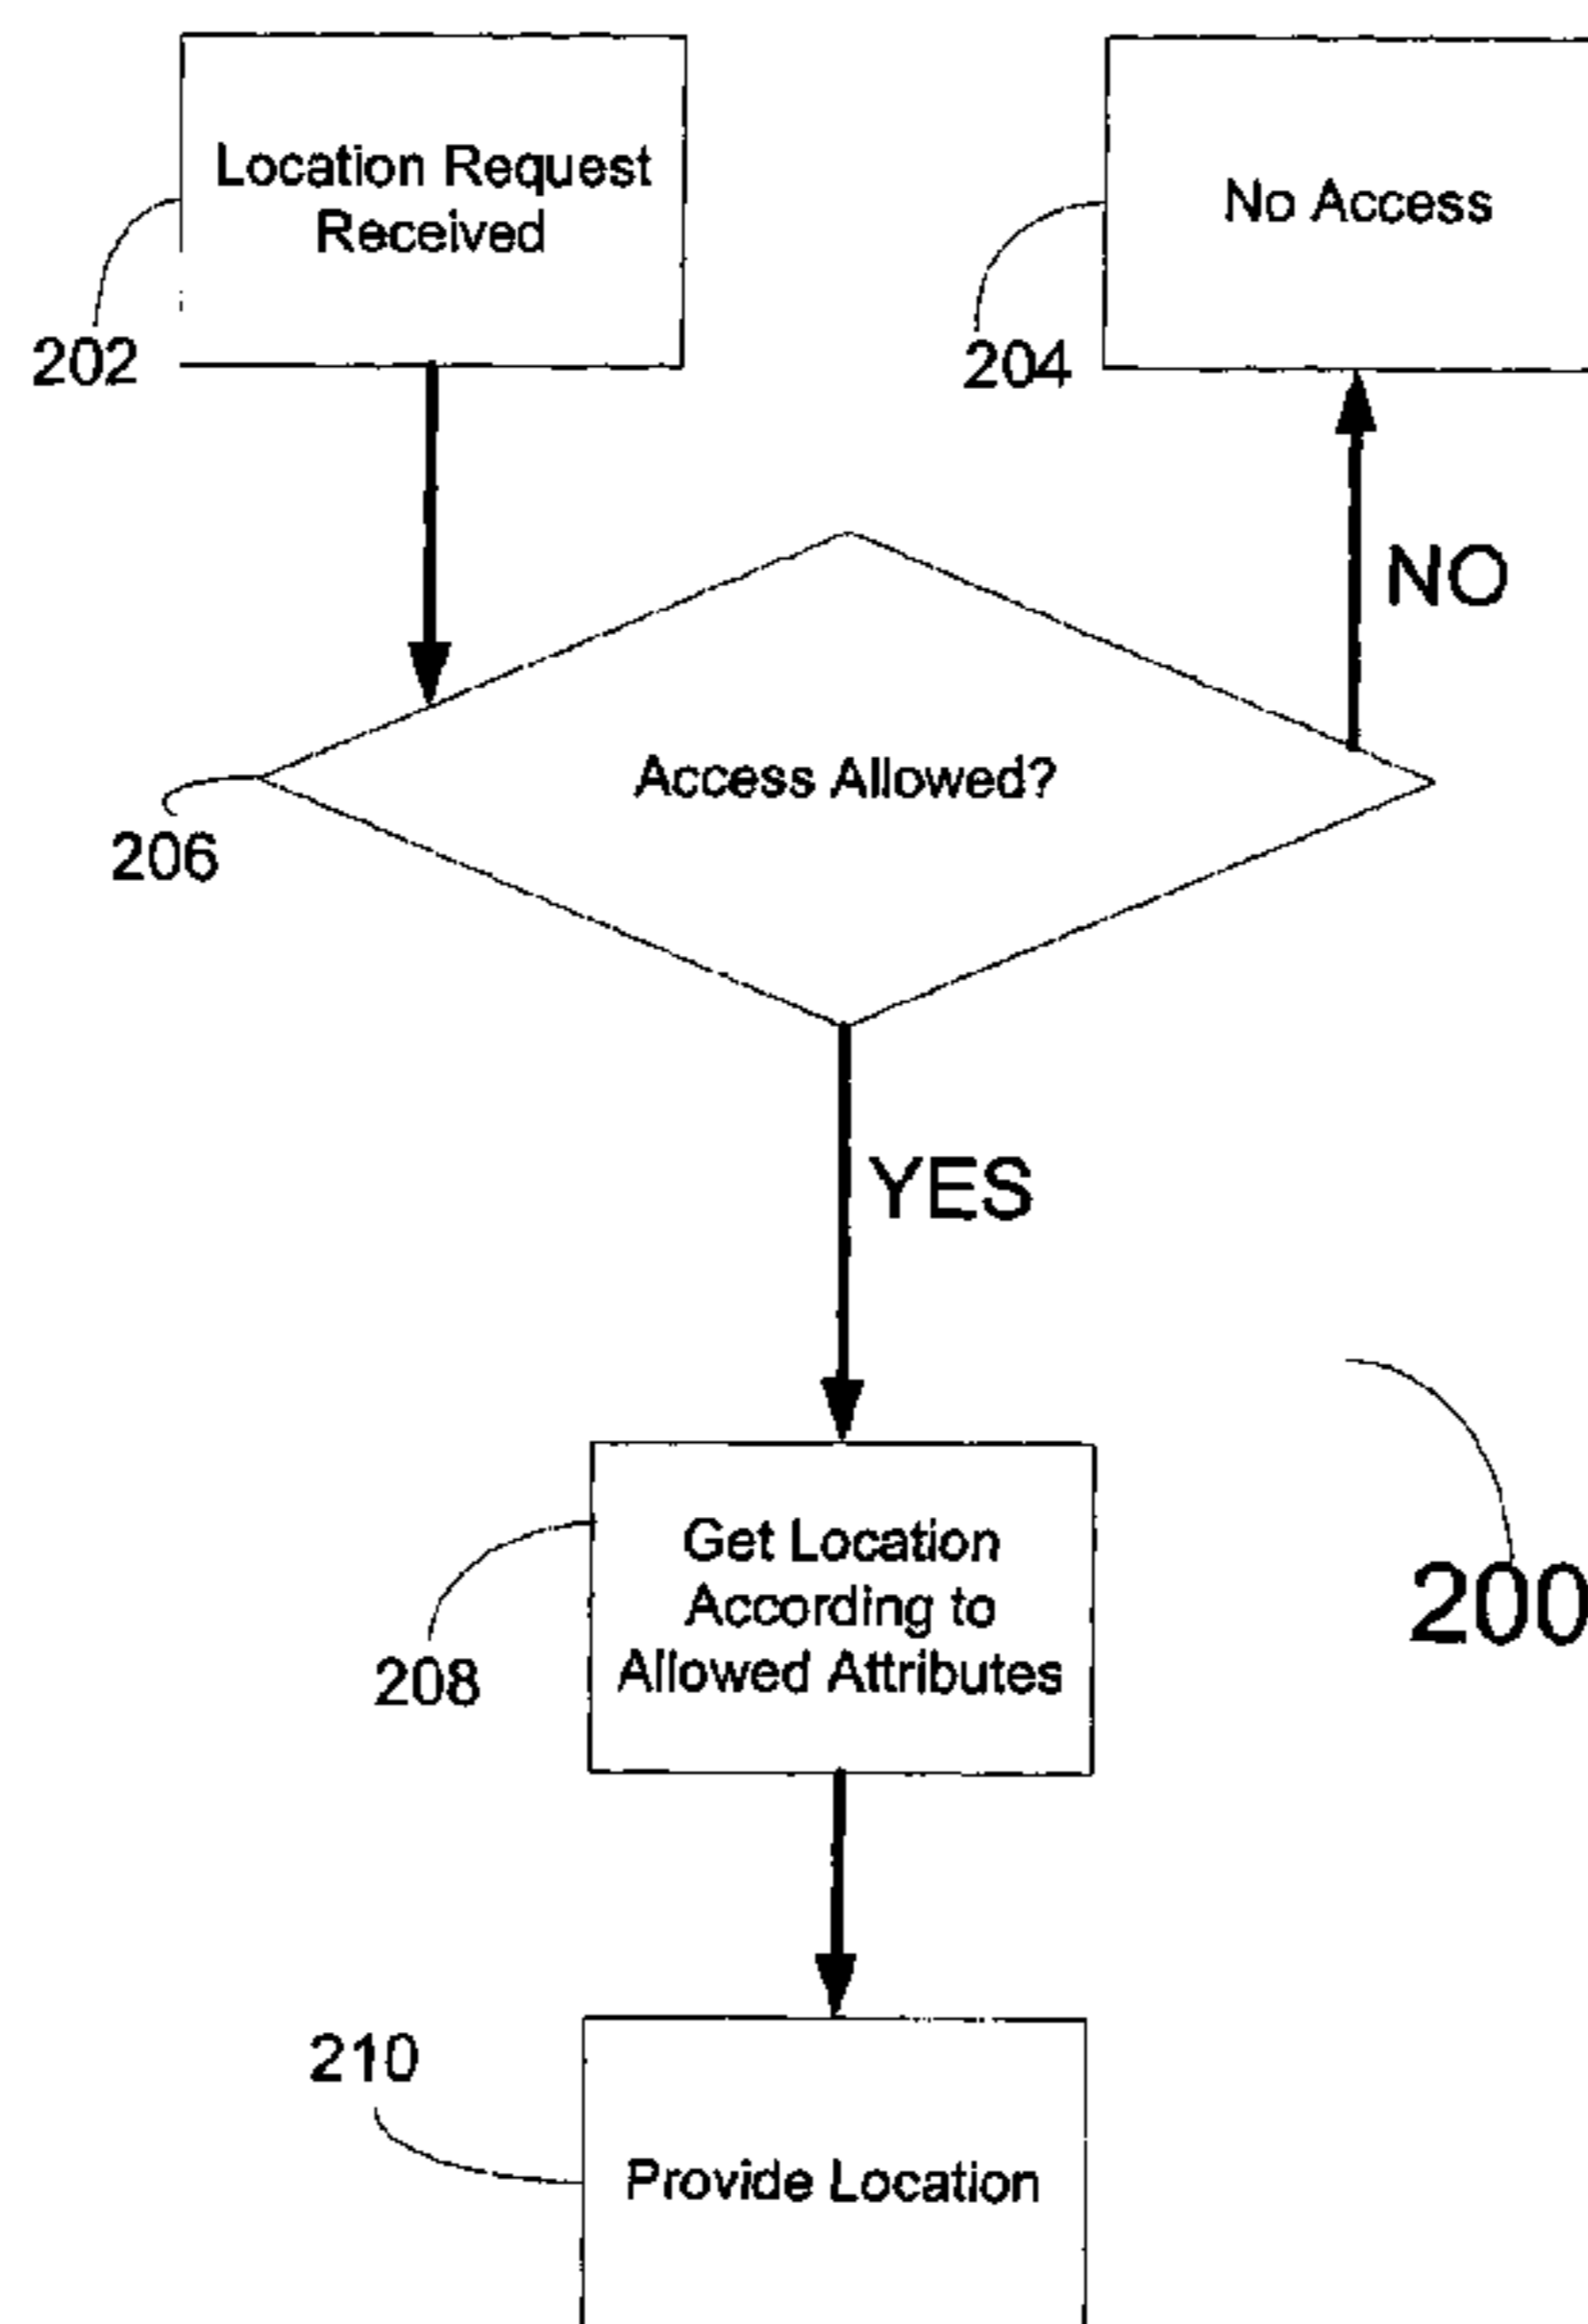 Location Request
Received
No Access
202
204
NO
Access Allowed?
206
YES
Get Location
According to
Allowed Attributes
200
208
210
Provide Location